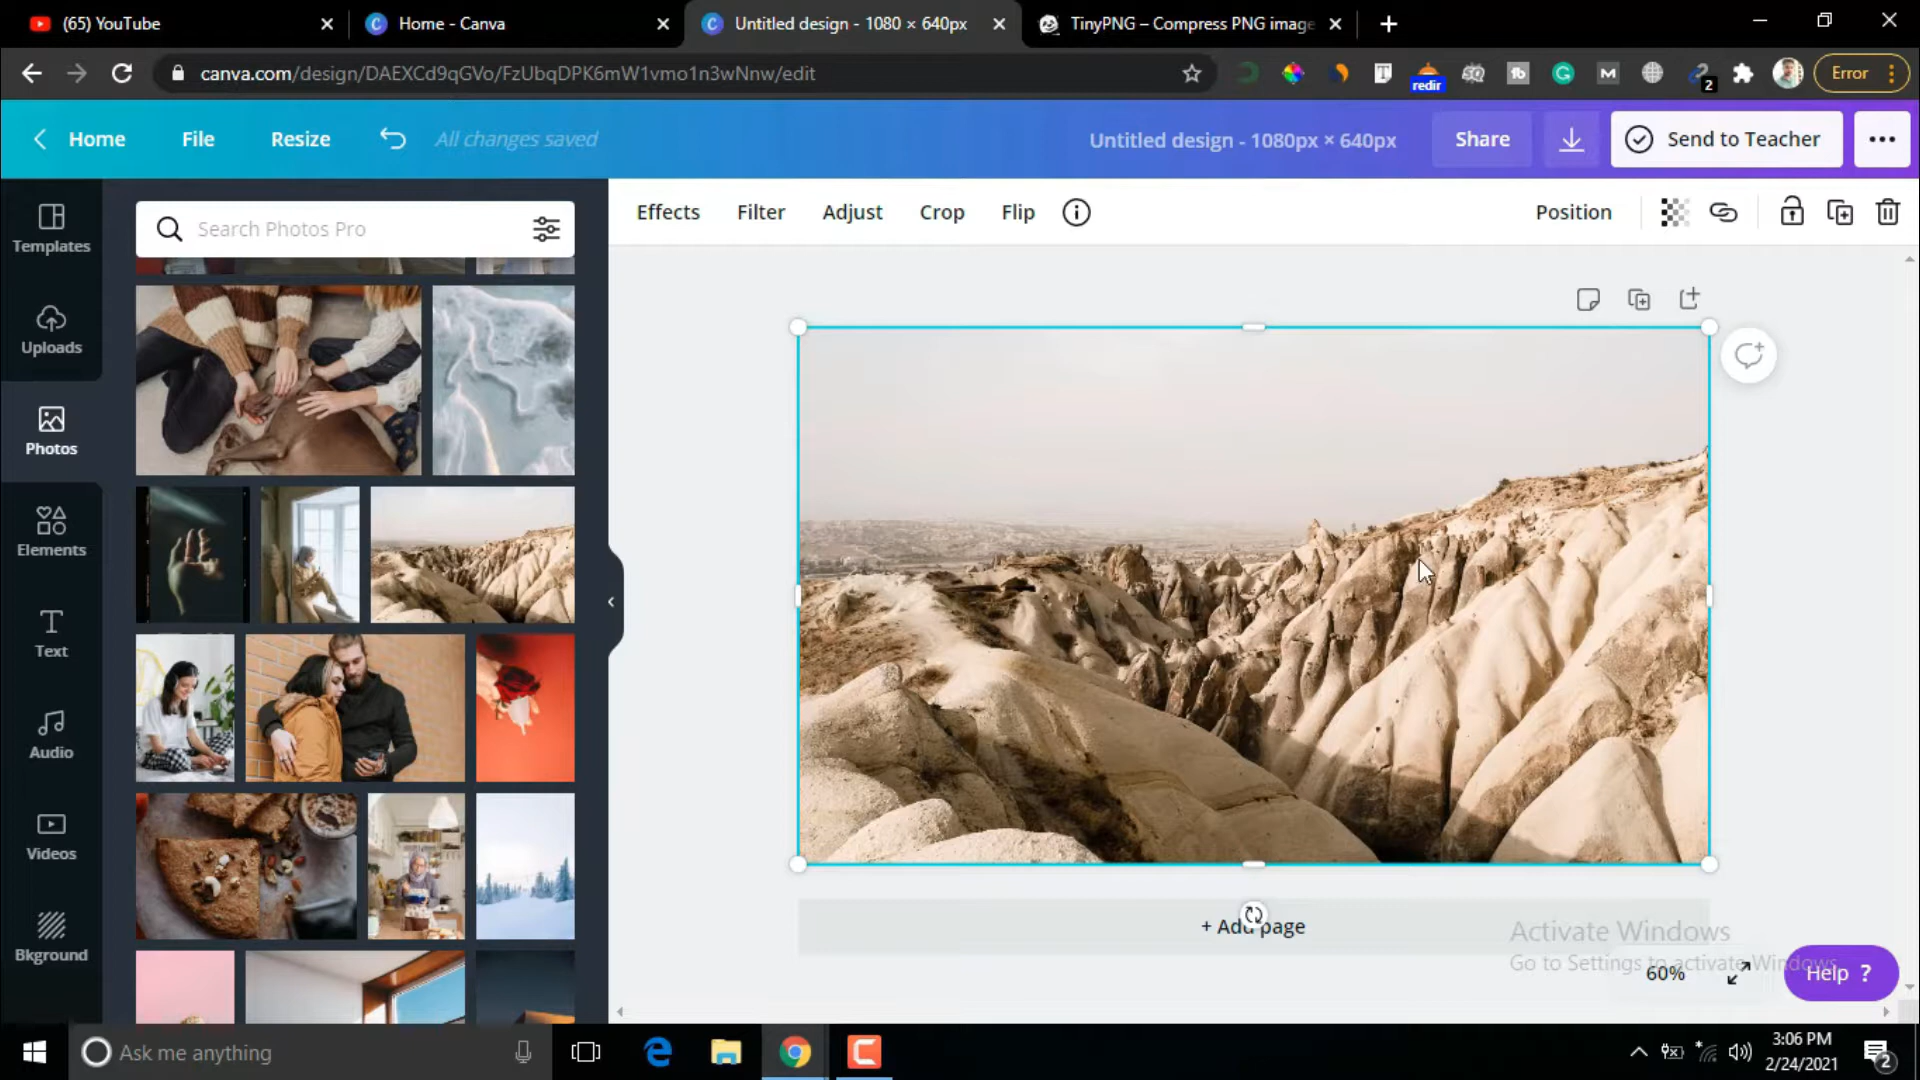 (65) YouTube
Home - Canva
Untitled design - 1080 × 640px
TinyPNG – Compress PNG image
canva.com/design/DAEXCd9qGVo/FzUbqDPK6mW1vmo1n3wNnw/edit
redir
2
Error
Home
File
Resize
All changes saved
Untitled design - 1080px × 640px
Share
Send to Teacher
Templates
Uploads
Photos
Elements
Text
Audio
Videos
Bkground
Search Photos Pro
Effects
Filter
Adjust
Crop
Flip
Position
+ Add page
Activate Windows
Go to Settings to activate Windows.
60%
Help ?
Ask me anything
3:06 PM
2/24/2021
2